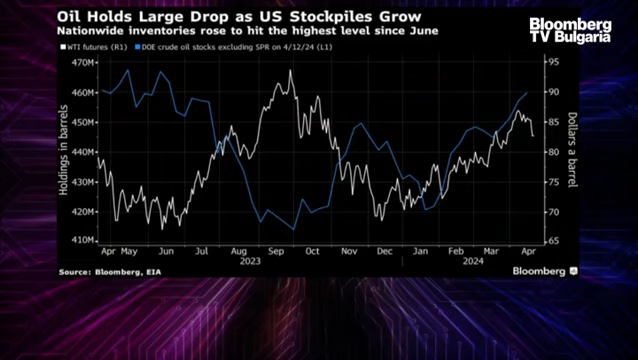 Oil Holds Large Drop as US Stockpiles Grow
Bloomberg
TV Bulgaria
Nationwide inventories rose to hit the highest level since June
WTI futures (R1) DOE crude oil stocks excluding SPR on 4/12/24 (L1)
470M 95
460M 90
450M 85
440M 80
430M 75
420M 70
410M 65
Holdings in barrels
Dollars a barrel
Apr May Jun Jul Aug Sep Oct Nov Dec Jan Feb Mar Apr
2023 2024
Source: Bloomberg, EIA
Bloomberg